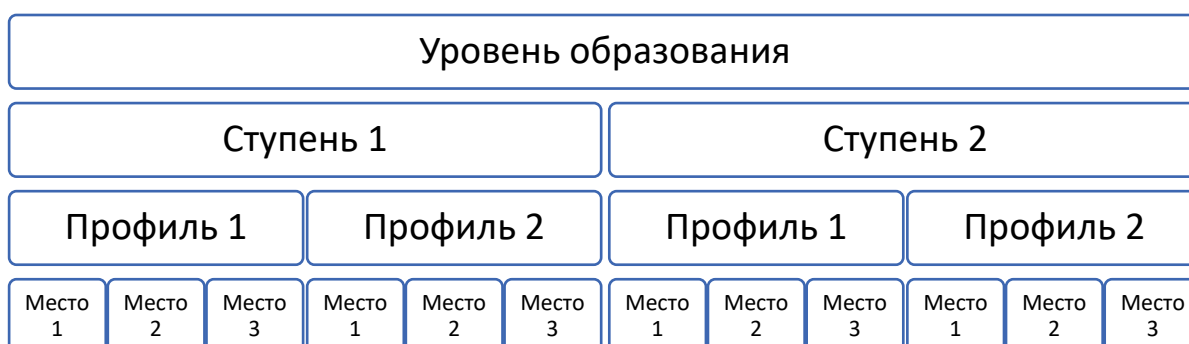 Уровень образования
Ступень 1 Ступень 2
Профиль 1 Профиль 2 Профиль 1 Профиль 2
Место Место Место Место Место Место Место Место Место Место Место Место
1 2 3 1 2 3 1 2 3 1 2 3